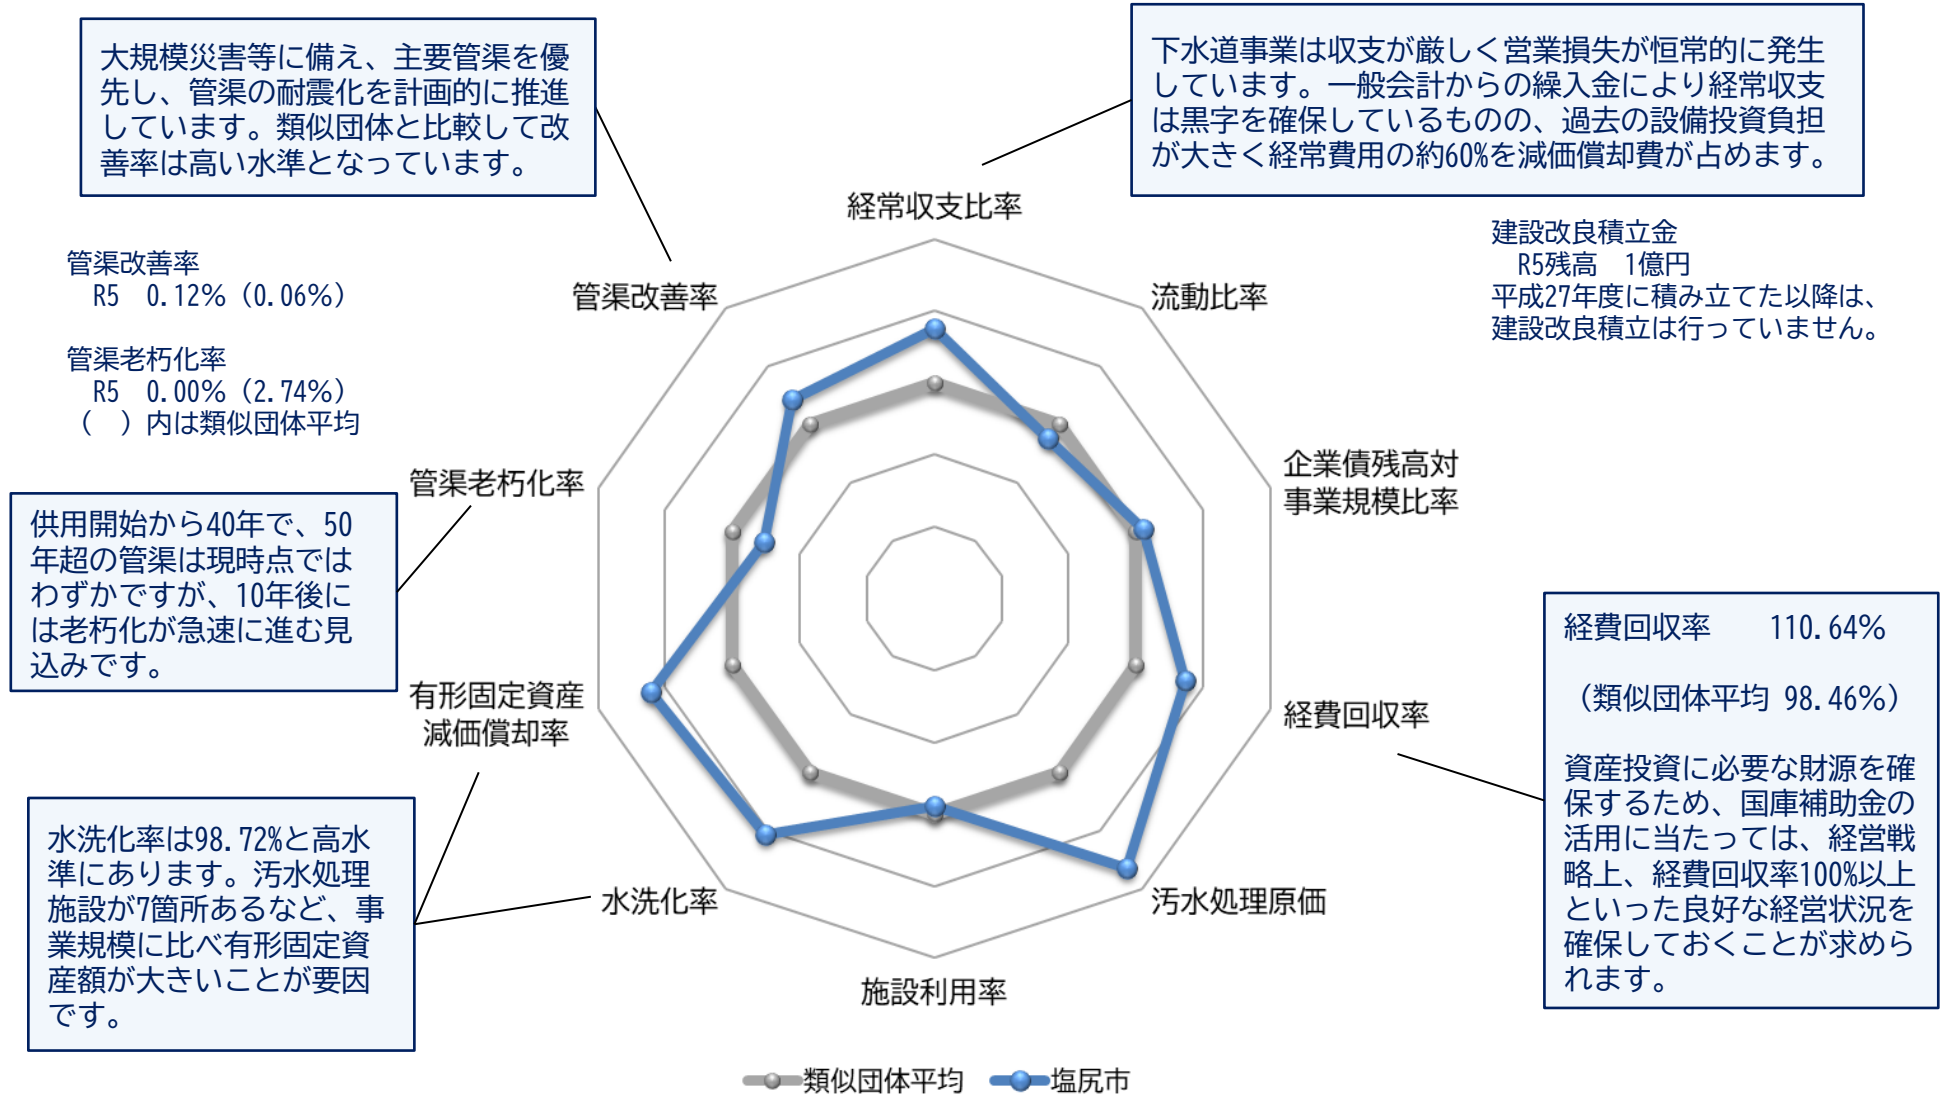 大規模災害等に備え、主要管渠を優
先し、管渠の耐震化を計画的に推進
しています。類似団体と比較して改
善率は高い水準となっています。
下水道事業は収支が厳しく営業損失が恒常的に発生
しています。一般会計からの繰入金により経常収支
は黒字を確保しているものの、過去の設備投資負担
が大きく経常費用の約60%を減価償却費が占めます。
建設改良積立金
R5残高　1億円
平成27年度に積み立てた以降は、
建設改良積立は行っていません。
管渠改善率
R5　0.12%（0.06%）
管渠老朽化率
R5　0.00%（2.74%）
（　）内は類似団体平均
経常収支比率
流動比率
企業債残高対
事業規模比率
経費回収率
汚水処理原価
施設利用率
水洗化率
有形固定資産
減価償却率
管渠老朽化率
管渠改善率
供用開始から40年で、50
年超の管渠は現時点では
わずかですが、10年後に
は老朽化が急速に進む見
込みです。
水洗化率は98.72%と高水
準にあります。汚水処理
施設が7箇所あるなど、事
業規模に比べ有形固定資
産額が大きいことが要因
です。
経費回収率　　110.64%
（類似団体平均 98.46%）
資産投資に必要な財源を確
保するため、国庫補助金の
活用に当たっては、経営戦
略上、経費回収率100%以上
といった良好な経営状況を
確保しておくことが求めら
れます。
類似団体平均　塩尻市